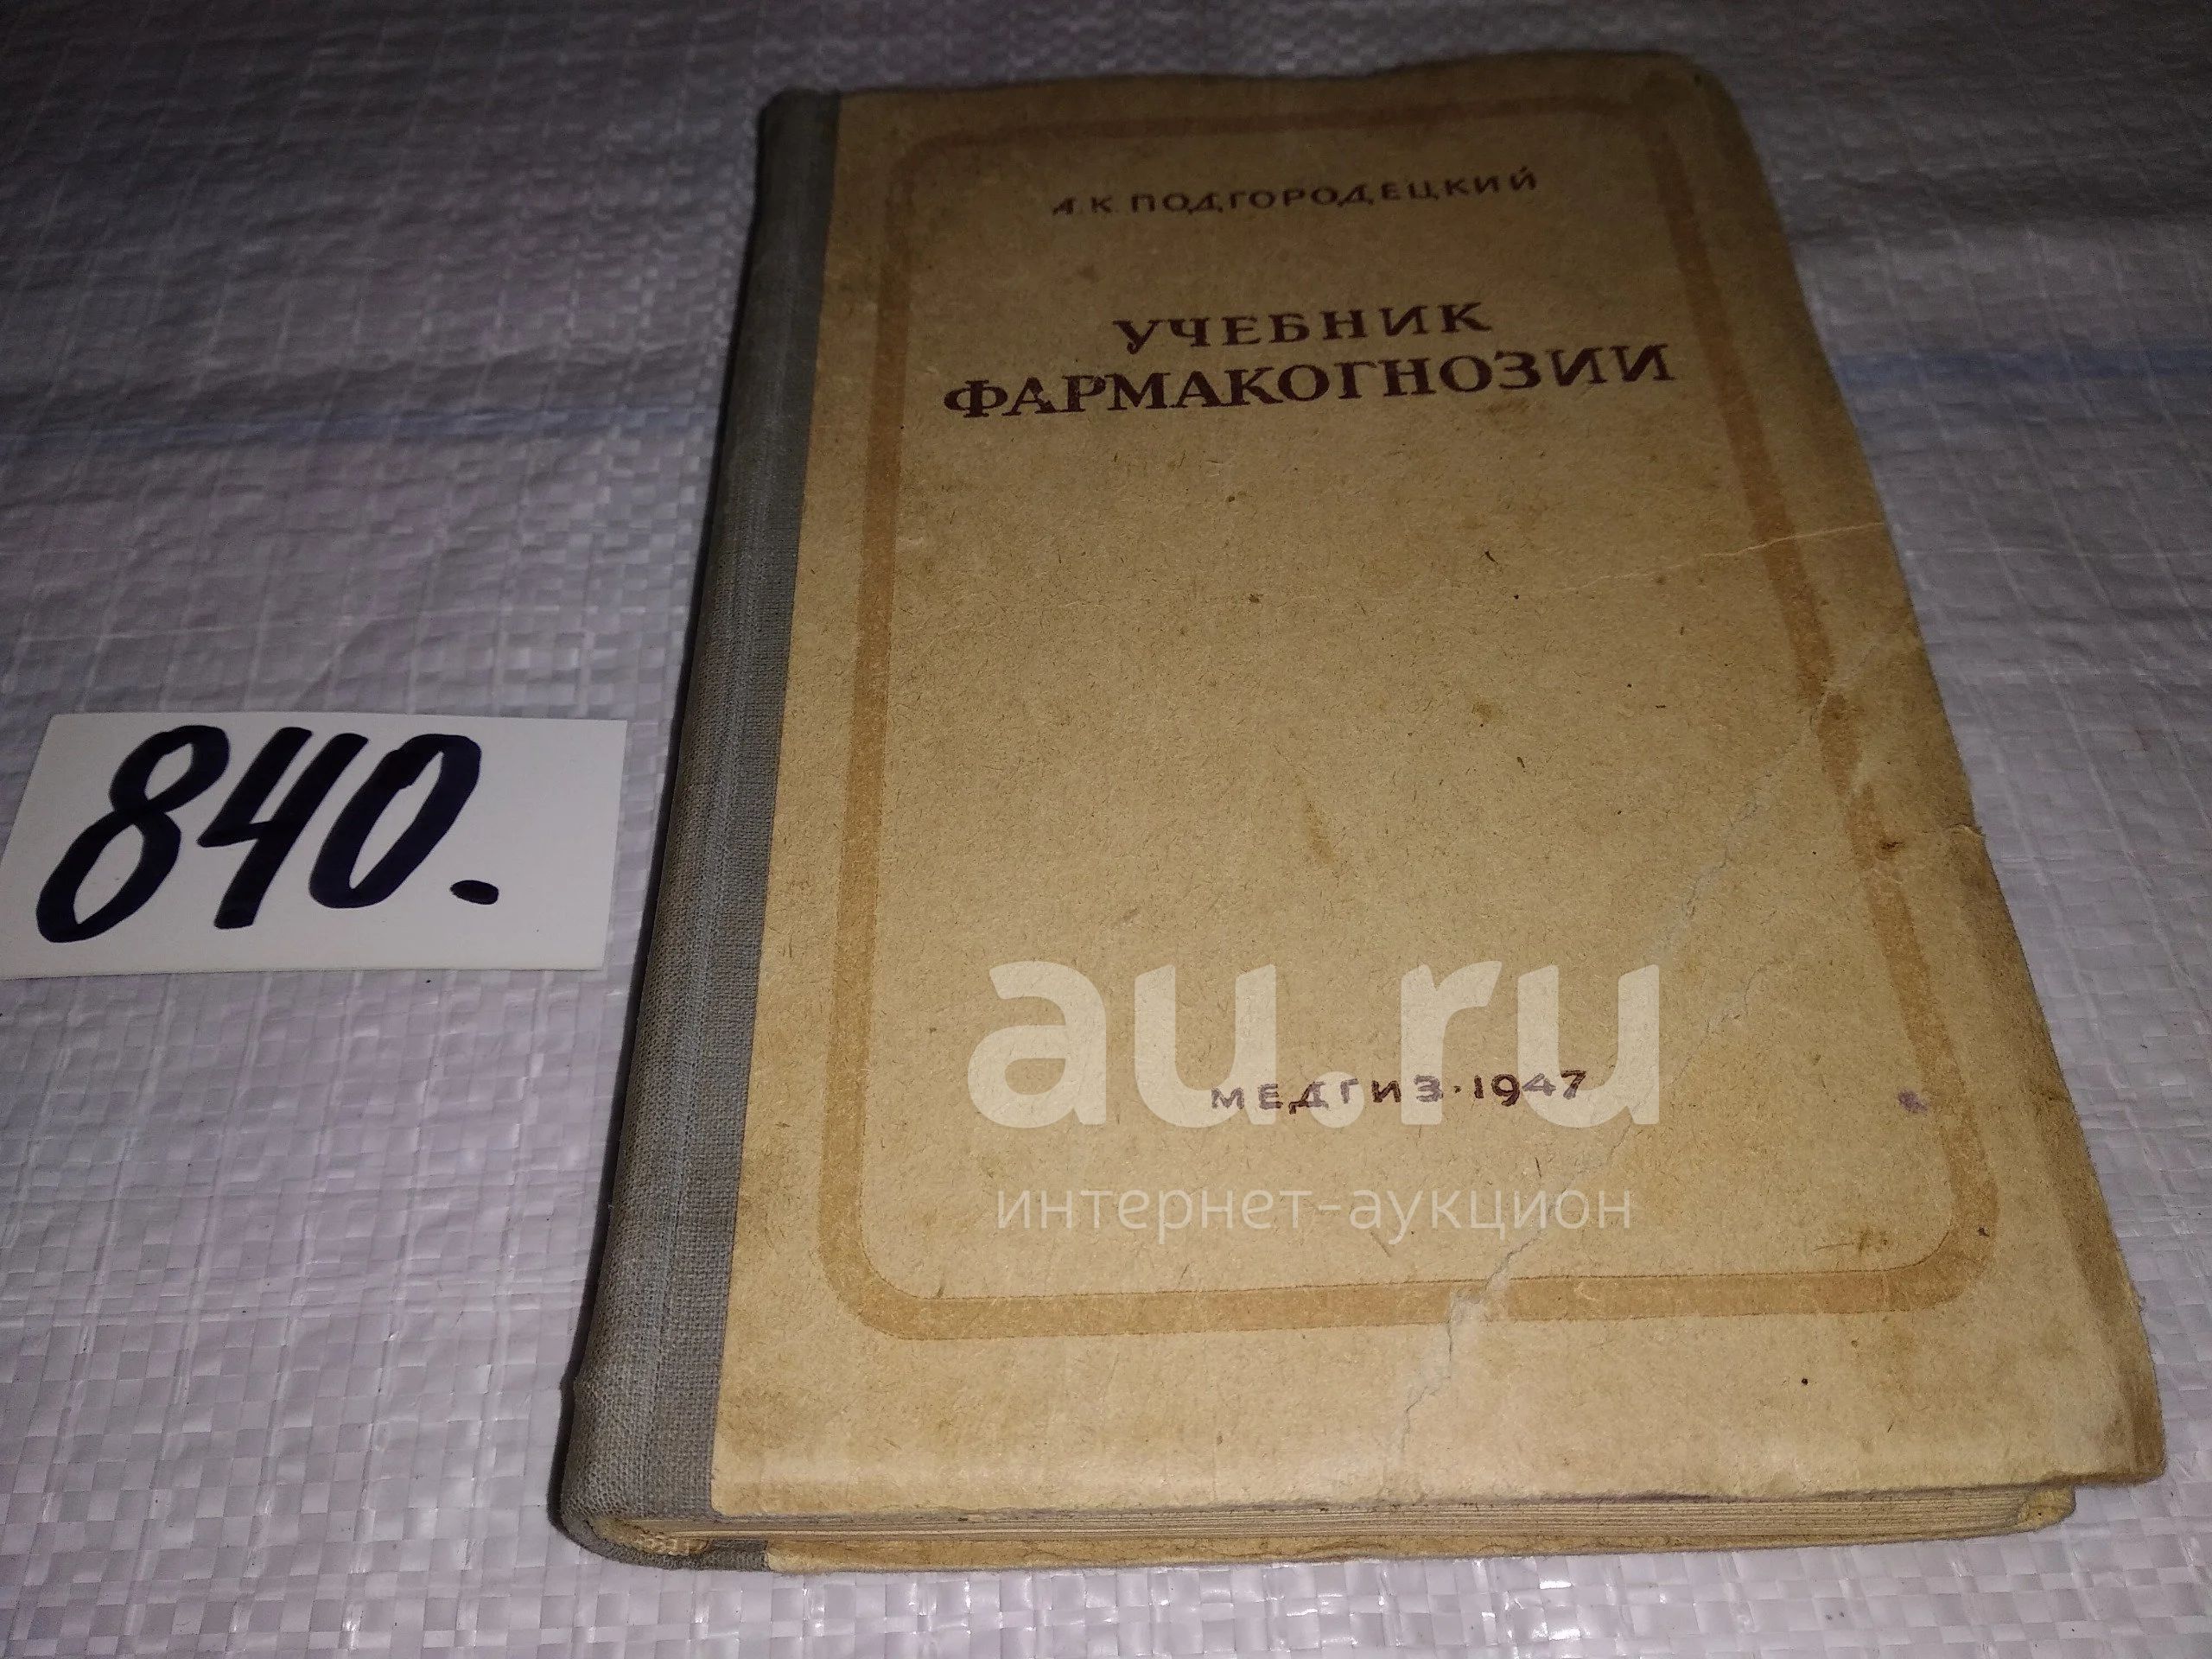 А. К. ПОДГОРОДЕЦКИЙ
УЧЕБНИК
ФАРМАКОГНОЗИИ
840.
au.ru
МЕДГИЗ·1947
интернет-аукцион